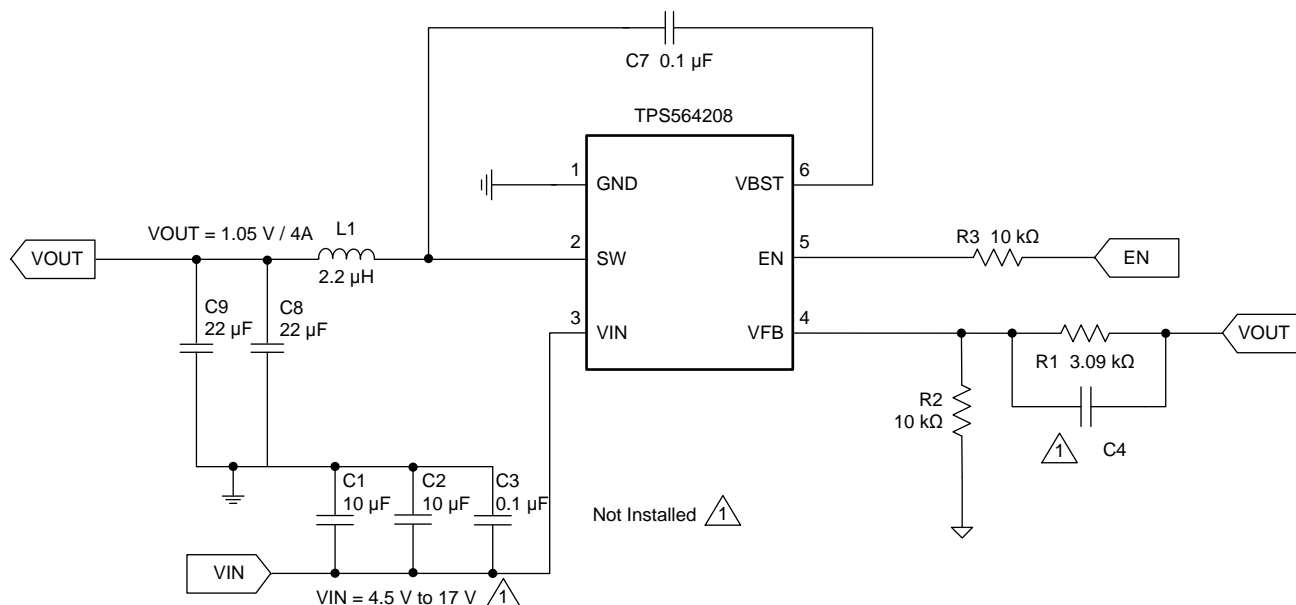 C7 0.1 µF
TPS564208
1
GND
VBST
6
VOUT = 1.05 V / 4A
L1
VOUT
2.2 µH
2
SW
EN
5
R3 10 kΩ
EN
C9
22 µF
C8
22 µF
3
VIN
VFB
4
VOUT
R1 3.09 kΩ
R2
10 kΩ
1
C4
C1
10 µF
C2
10 µF
C3
0.1 µF
Not Installed 1
VIN
VIN = 4.5 V to 17 V 1